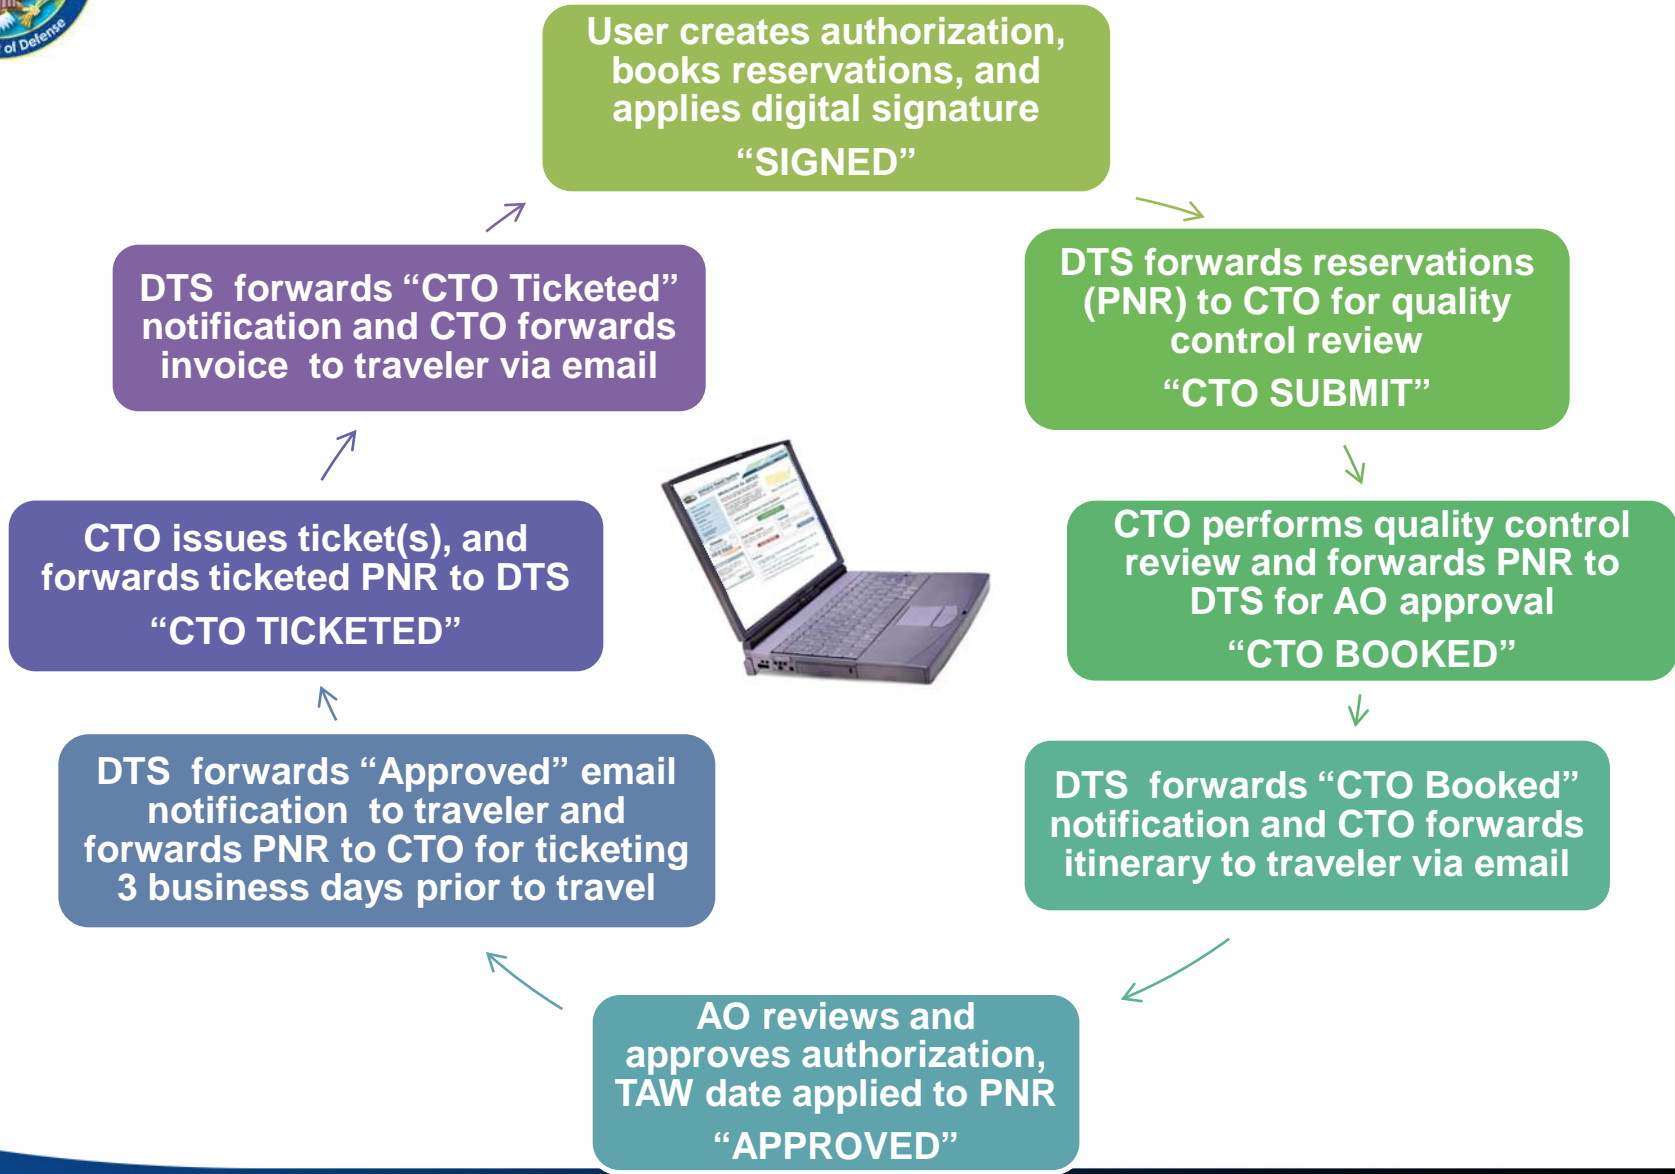 of Defense
User creates authorization,
books reservations, and
applies digital signature
“SIGNED”
DTS forwards reservations
(PNR) to CTO for quality
control review
“CTO SUBMIT”
CTO performs quality control
review and forwards PNR to
DTS for AO approval
“CTO BOOKED”
DTS forwards “CTO Booked”
notification and CTO forwards
itinerary to traveler via email
AO reviews and
approves authorization,
TAW date applied to PNR
“APPROVED”
DTS forwards “Approved” email
notification to traveler and
forwards PNR to CTO for ticketing
3 business days prior to travel
CTO issues ticket(s), and
forwards ticketed PNR to DTS
“CTO TICKETED”
DTS forwards “CTO Ticketed”
notification and CTO forwards
invoice to traveler via email